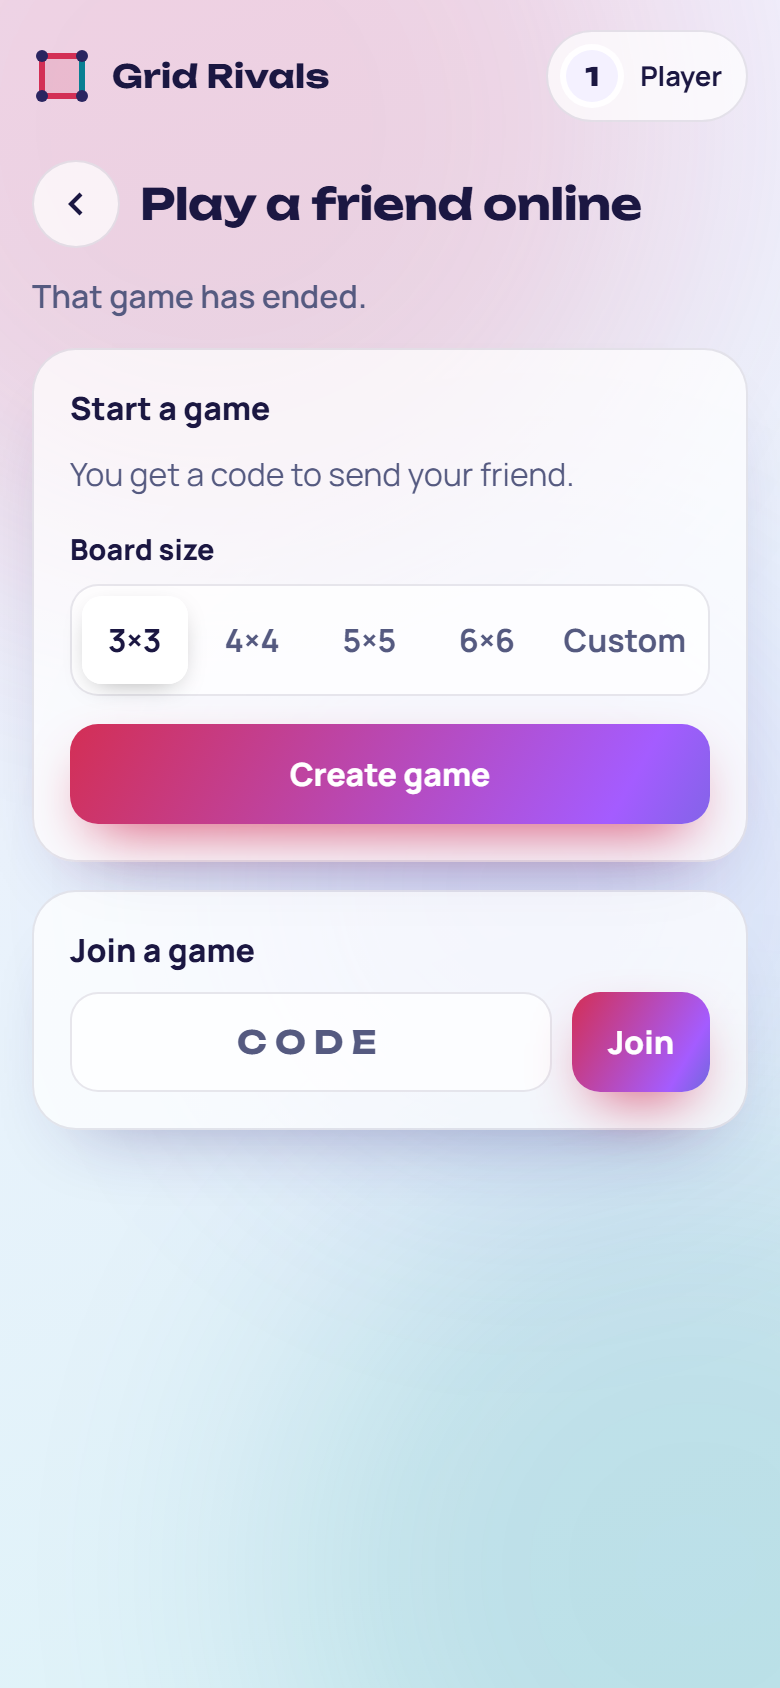 Grid Rivals
1 Player
Play a friend online
That game has ended.
Start a game
You get a code to send your friend.
Board size
3×3 4×4 5×5 6×6 Custom
Create game
Join a game
CODE Join